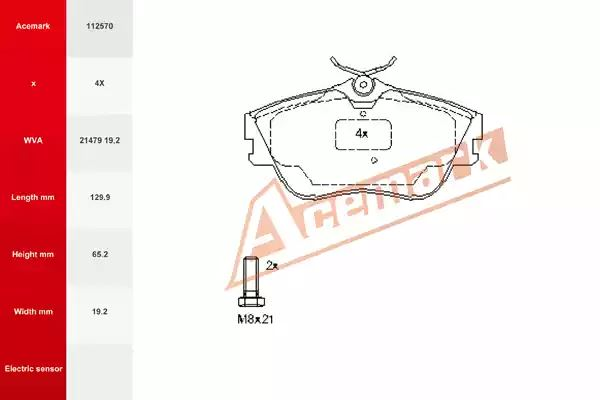 Acemark 112570
x 4X
WVA 21479 19,2
Length mm 129.9
Height mm 65.2
Width mm 19.2
Electric sensor
4x
Acemark
2x
M8x21